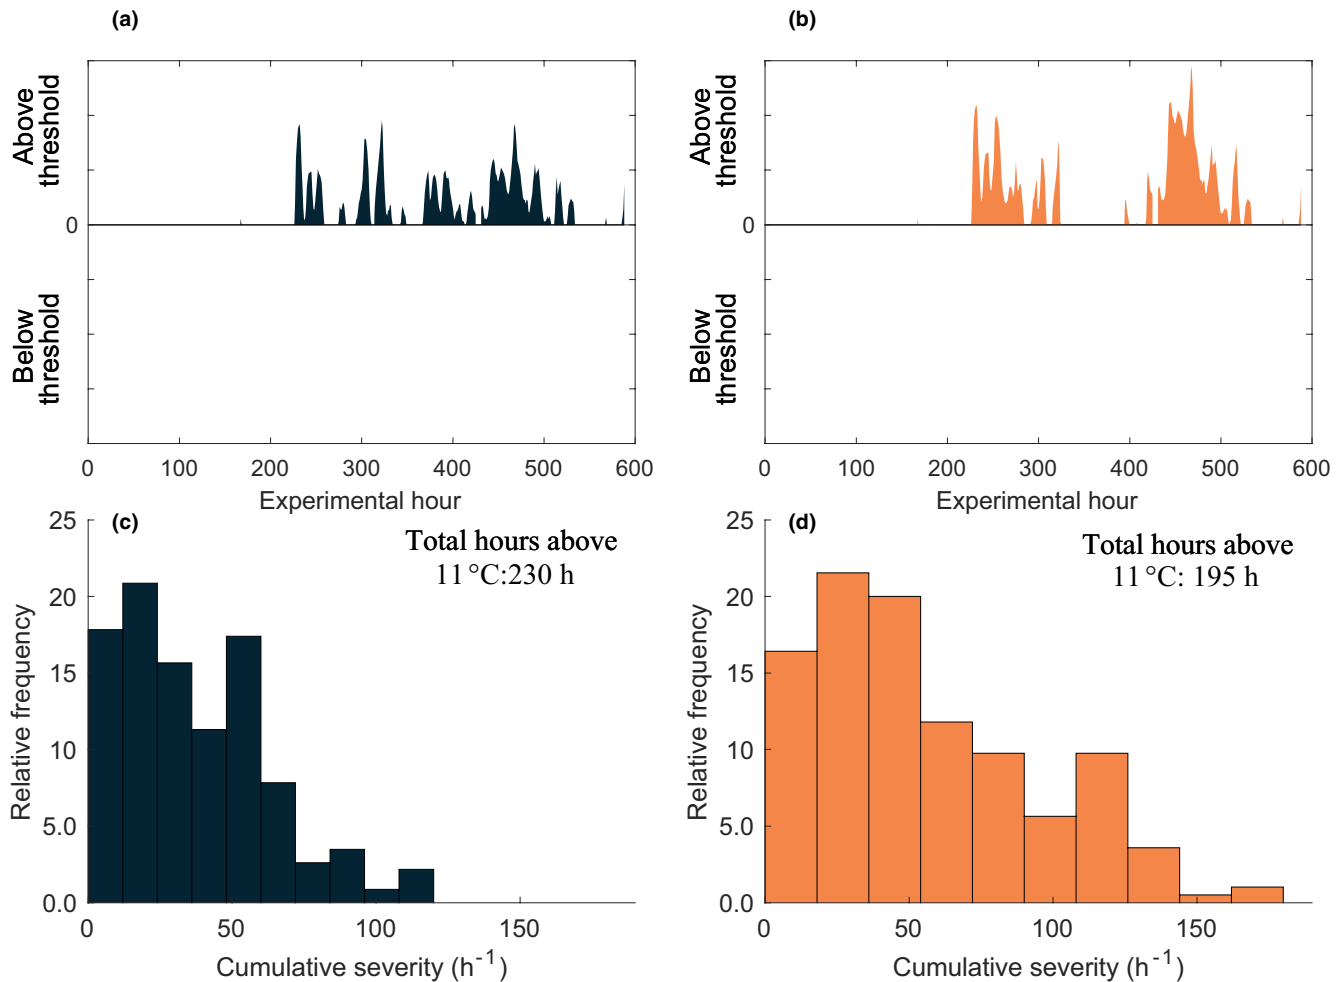 (a)
(b)
Above
threshold
0
Below
threshold
0 100 200 300 400 500 600
Experimental hour
Above
threshold
0
Below
threshold
0 100 200 300 400 500 600
Experimental hour
(c)
Total hours above
11 °C:230 h
25
20
15
10
5.0
0.0
Relative frequency
0 50 100 150
Cumulative severity (h⁻¹)
(d)
Total hours above
11 °C: 195 h
25
20
15
10
5.0
0.0
Relative frequency
0 50 100 150
Cumulative severity (h⁻¹)